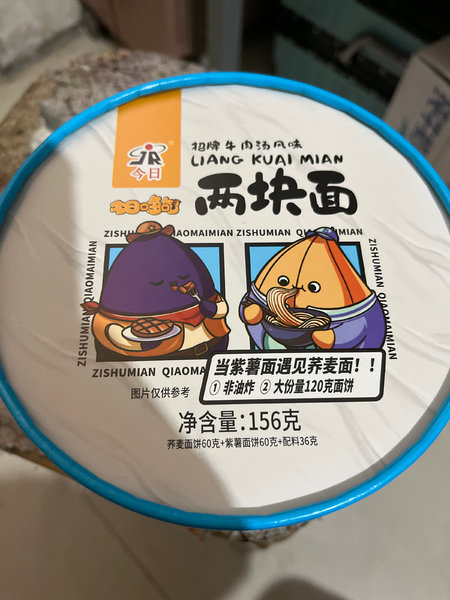 JR
今日
招牌牛肉汤风味
LIANG KUAI MIAN
两块面
ZISHUMIAN QIAOMAIMIAN ZISHUMIAN QIAOMAIMIAN
ZISHUMIAN QIAOMAIMIAN
ZISHUMIAN QIAOMAIMIAN
ZISHUMIAN QIAOMA
当紫薯面遇见荞麦面！！
① 非油炸 ② 大份量120克面饼
图片仅供参考
净含量:156克
荞麦面饼60克+紫薯面饼60克+配料36克